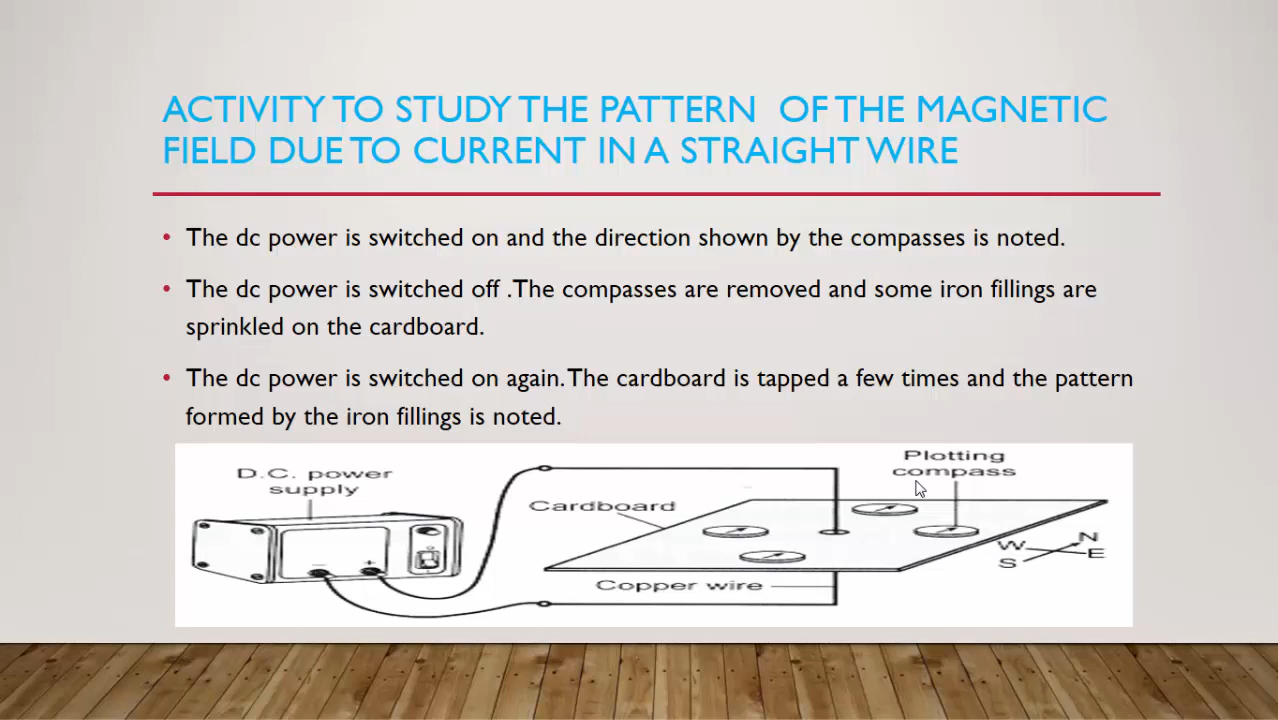 ACTIVITY TO STUDY THE PATTERN OF THE MAGNETIC
FIELD DUE TO CURRENT IN A STRAIGHT WIRE
• The dc power is switched on and the direction shown by the compasses is noted.
• The dc power is switched off .The compasses are removed and some iron fillings are
sprinkled on the cardboard.
• The dc power is switched on again.The cardboard is tapped a few times and the pattern
formed by the iron fillings is noted.
D.C. power
supply
Cardboard
Plotting
compass
Copper wire
− +
N
W
E
S